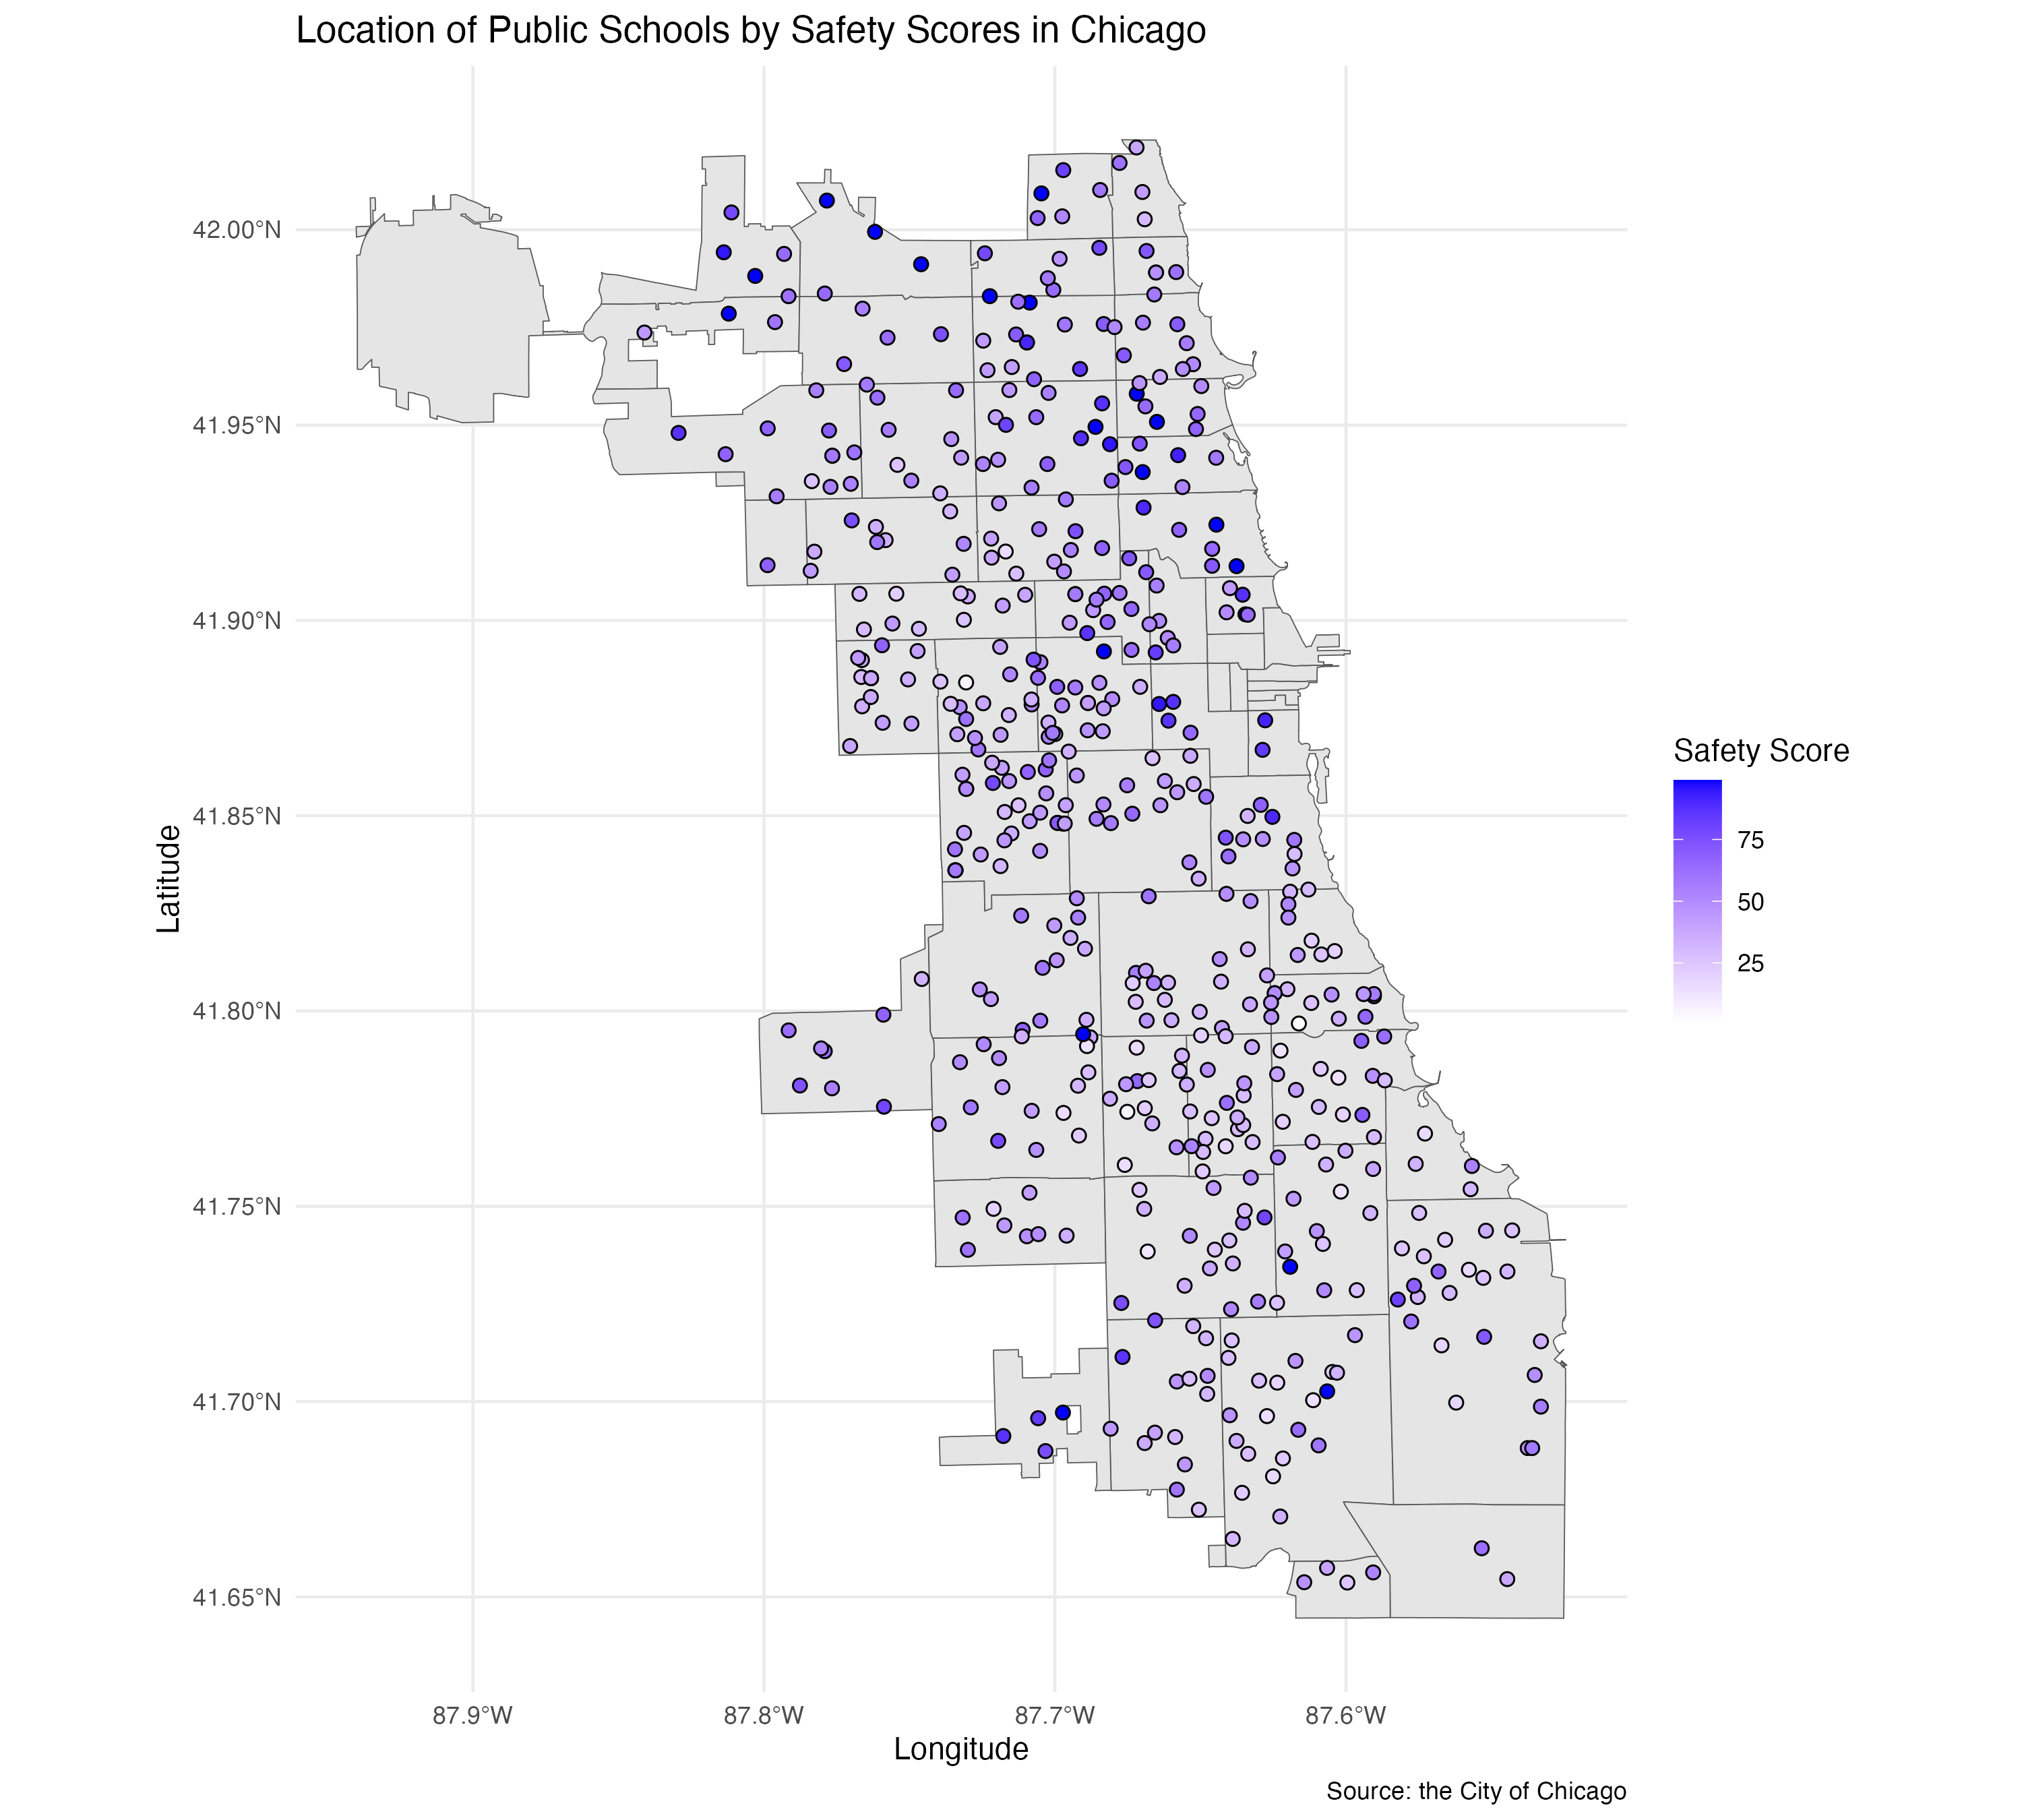 Location of Public Schools by Safety Scores in Chicago
42.00°N
41.95°N
41.90°N
41.85°N
41.80°N
41.75°N
41.70°N
41.65°N
Latitude
87.9°W
87.8°W
87.7°W
87.6°W
Longitude
Safety Score
75
50
25
Source: the City of Chicago